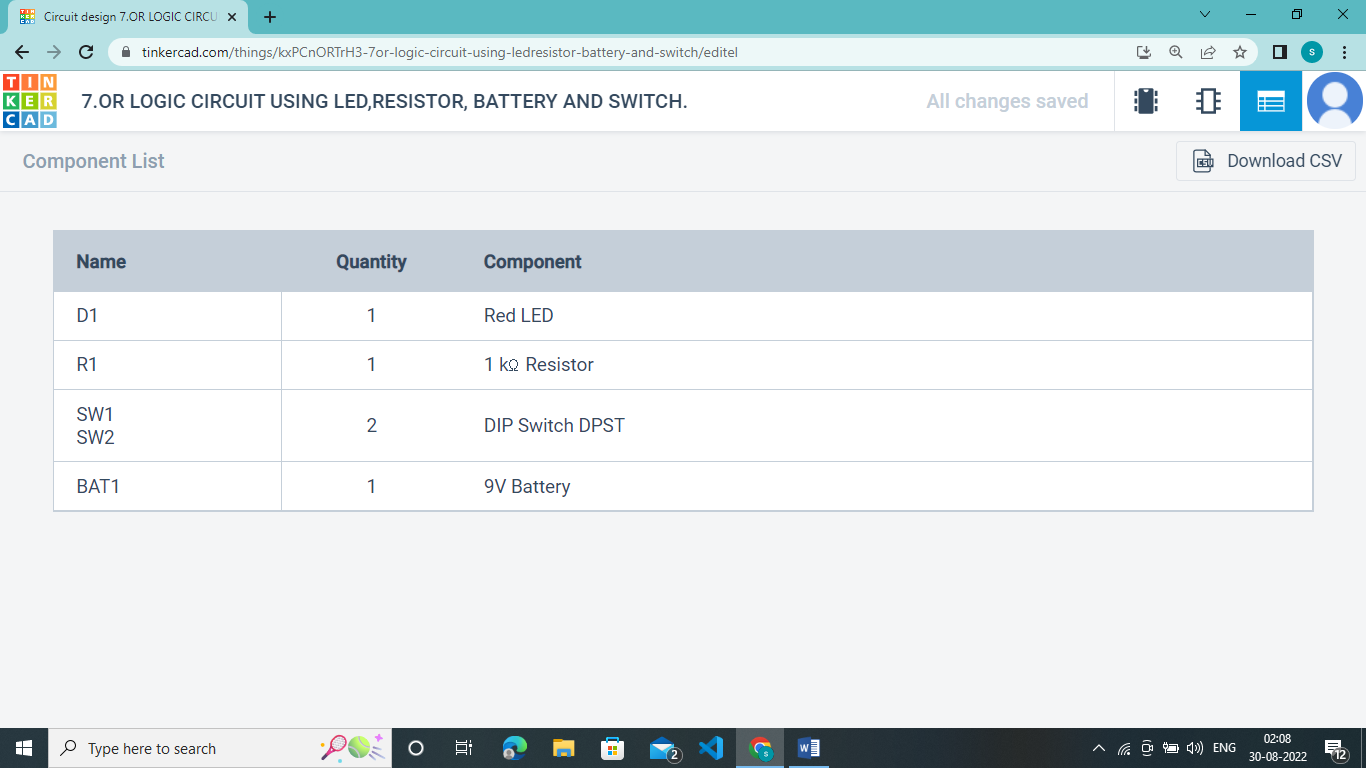 Circuit design 7.OR LOGIC CIRCU
tinkercad.com/things/kxPCnORTrH3-7or-logic-circuit-using-ledresistor-battery-and-switch/editel
S
TIN
KER
CAD
7.OR LOGIC CIRCUIT USING LED,RESISTOR, BATTERY AND SWITCH.
All changes saved
Component List
Download CSV
Name Quantity Component
D1 1 Red LED
R1 1 1 kΩ Resistor
SW1
SW2 2 DIP Switch DPST
BAT1 1 9V Battery
Type here to search
2
ENG
02:08
30-08-2022
12